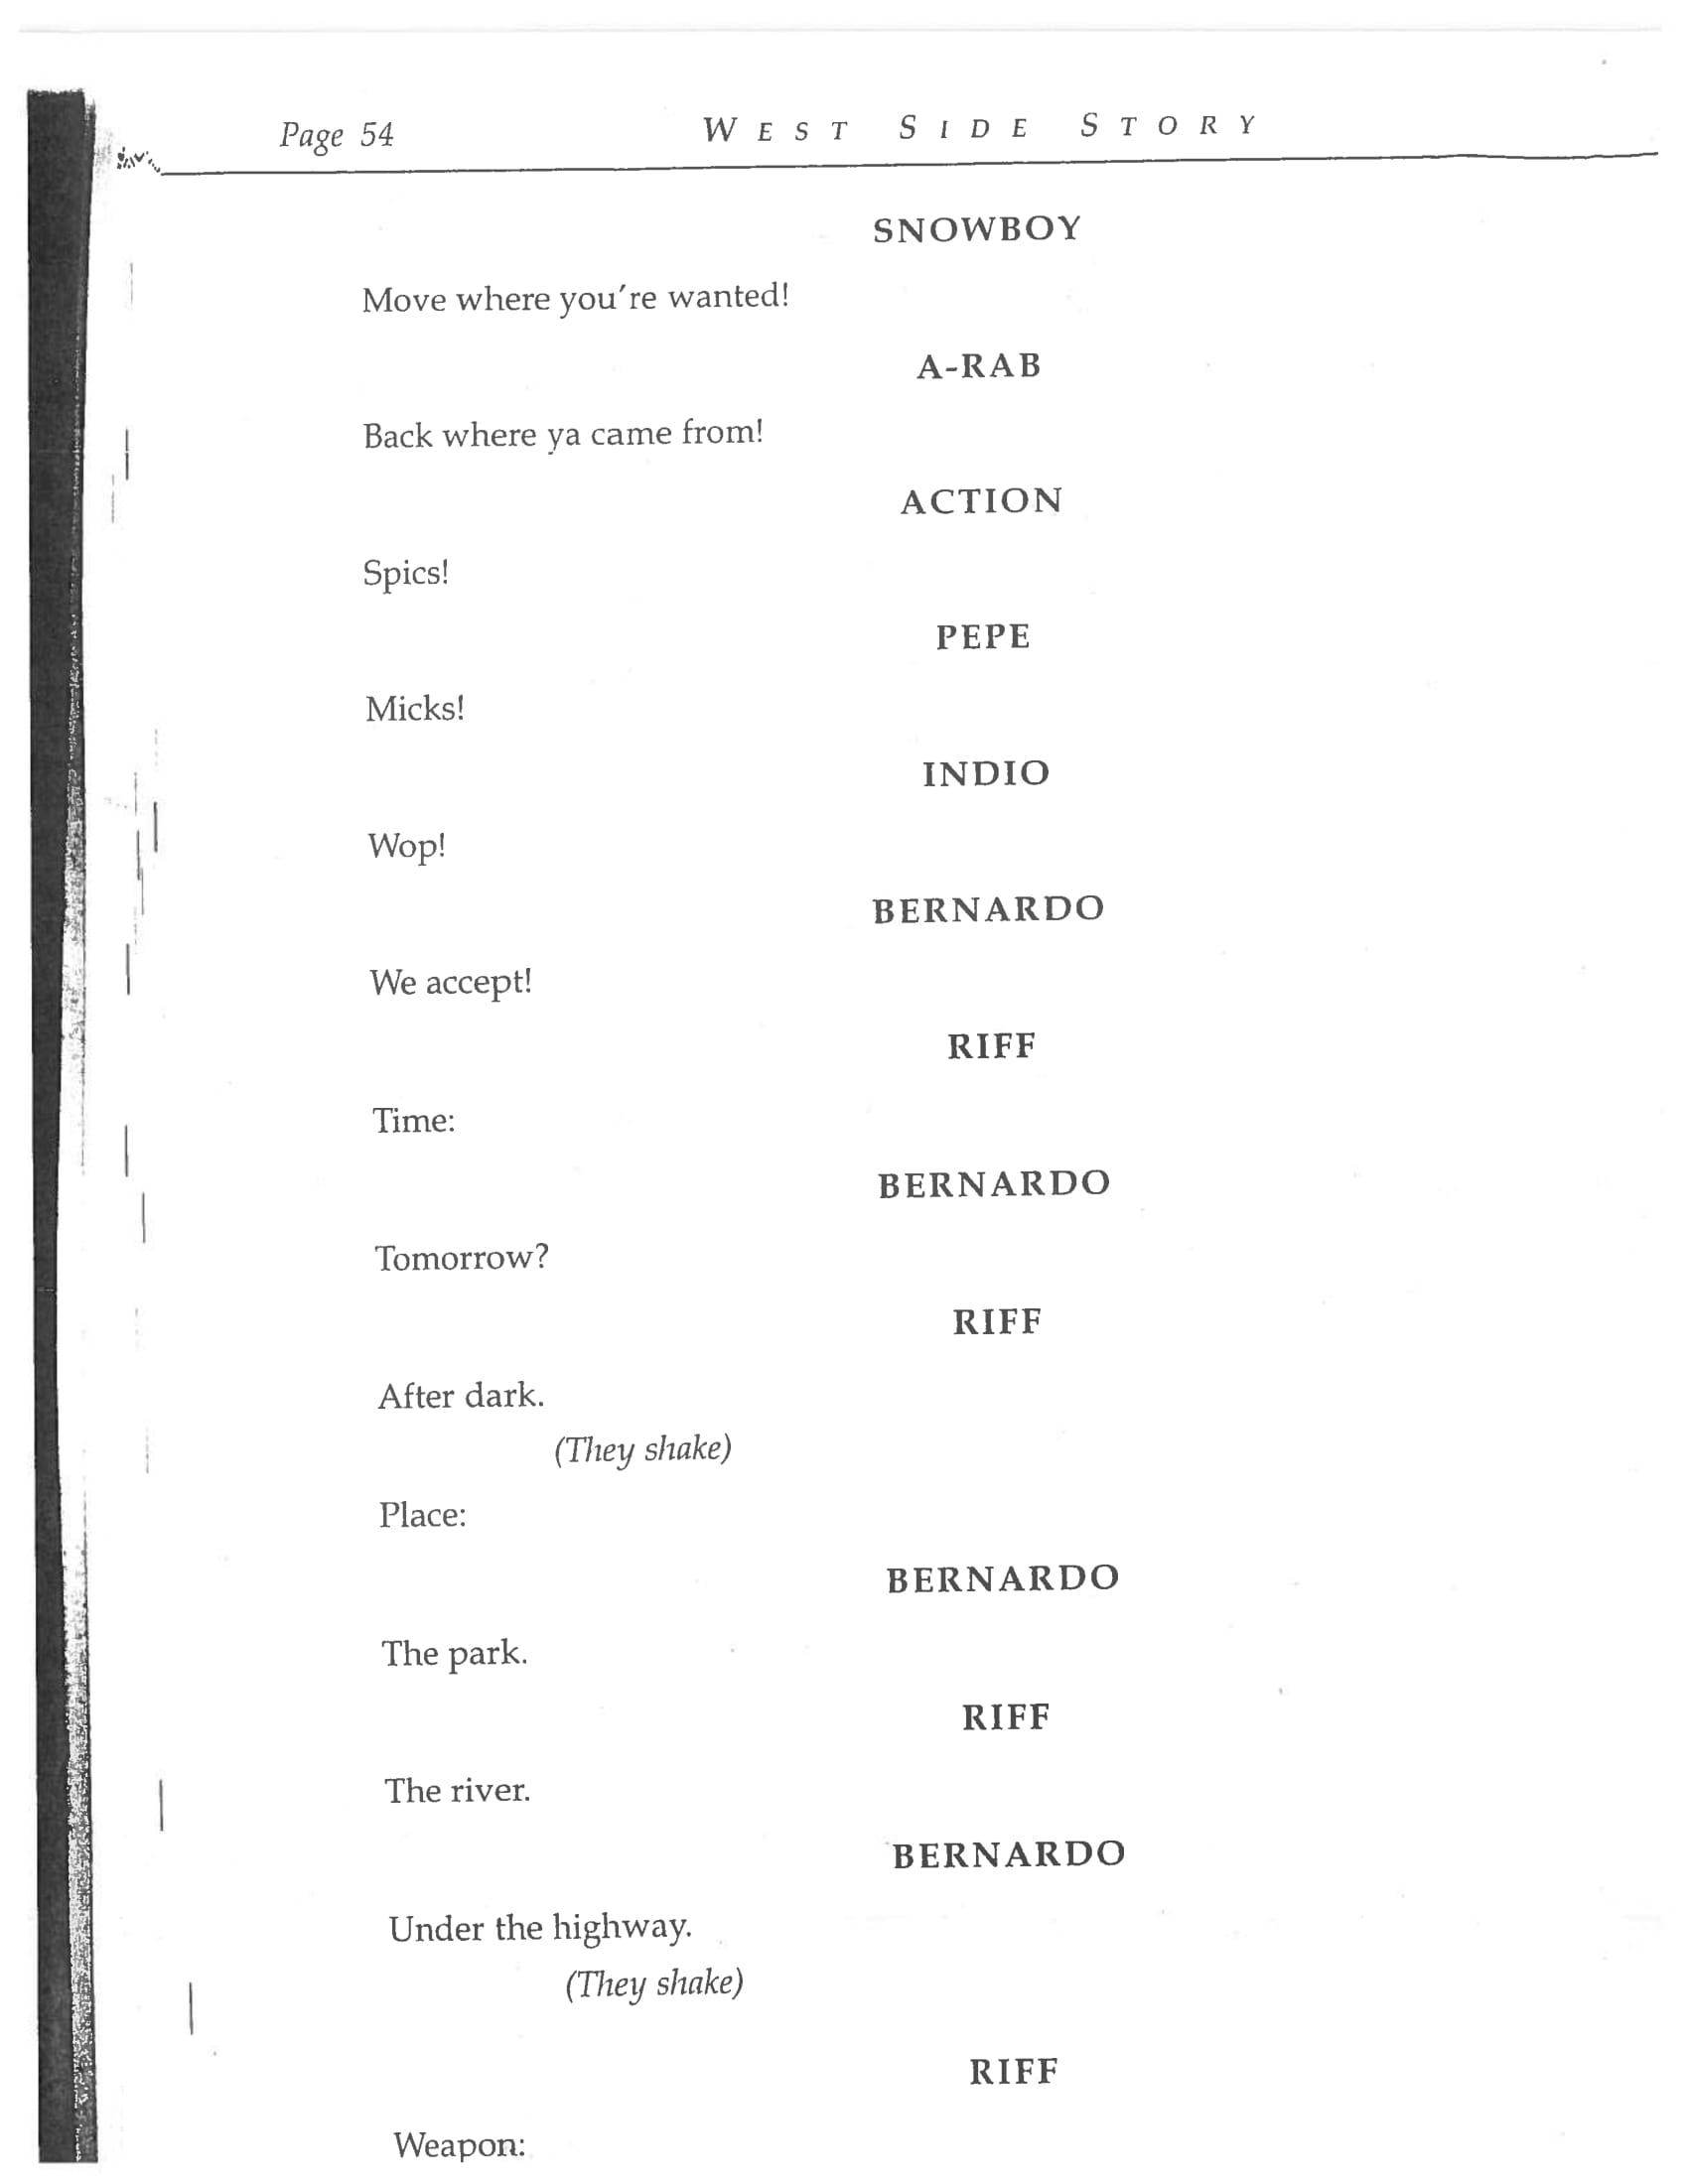 Page 54 WEST SIDE STORY
SNOWBOY
Move where you're wanted!
A-RAB
Back where ya came from!
ACTION
Spics!
PEPE
Micks!
INDIO
Wop!
BERNARDO
We accept!
RIFF
Time:
BERNARDO
Tomorrow?
RIFF
After dark.
(They shake)
Place:
BERNARDO
The park.
RIFF
The river.
BERNARDO
Under the highway.
(They shake)
RIFF
Weapon: